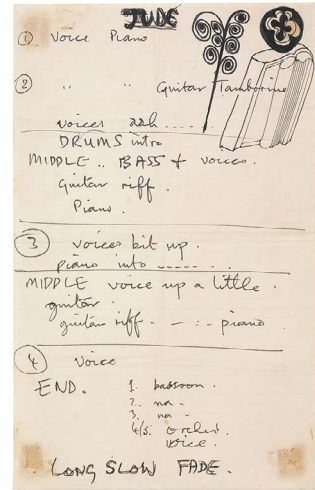 JUDE
① Voice Piano
② " " Guitar Tamborine
voices aah.....
DRUMS intro
MIDDLE .. BASS + voices.
Guitar riff.
Piano.
③ voices bit up.
piano into -----.
MIDDLE voice up a little.
guitar.
guitar riff. - : - piano
④ Voice
END. 1. bassoon.
2. na -
3. na -
4/5. orchest.
voice.
LONG SLOW FADE.